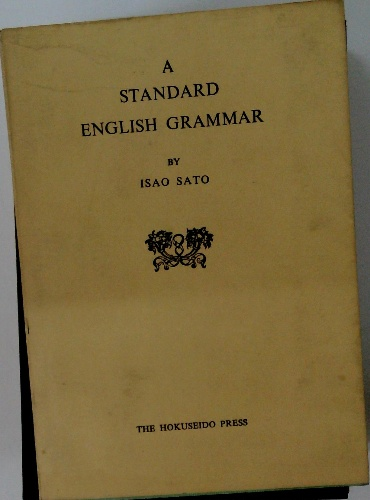 A
STANDARD
ENGLISH GRAMMAR
BY
ISAO SATO
THE HOKUSEIDO PRESS